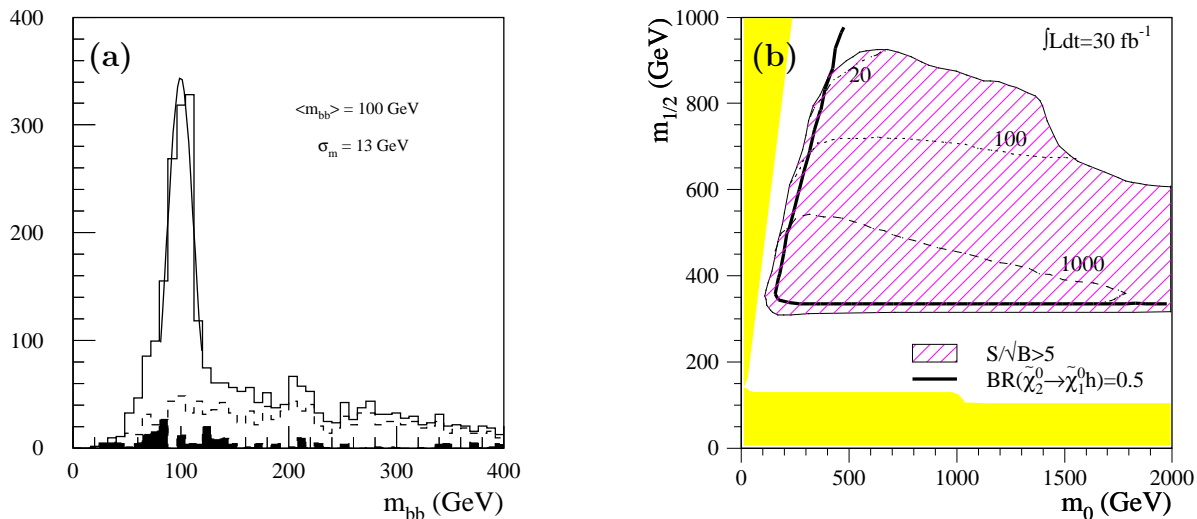 (a)
400
300
200
100
0
<m_bb> = 100 GeV
σ_m = 13 GeV
0 100 200 300 400
m_bb (GeV)
(b)
m_1/2 (GeV)
1000
800
600
400
200
0
∫Ldt=30 fb^-1
20
100
1000
S/√B>5
BR(χ̃_2^0→χ̃_1^0h)=0.5
0 500 1000 1500 2000
m_0 (GeV)